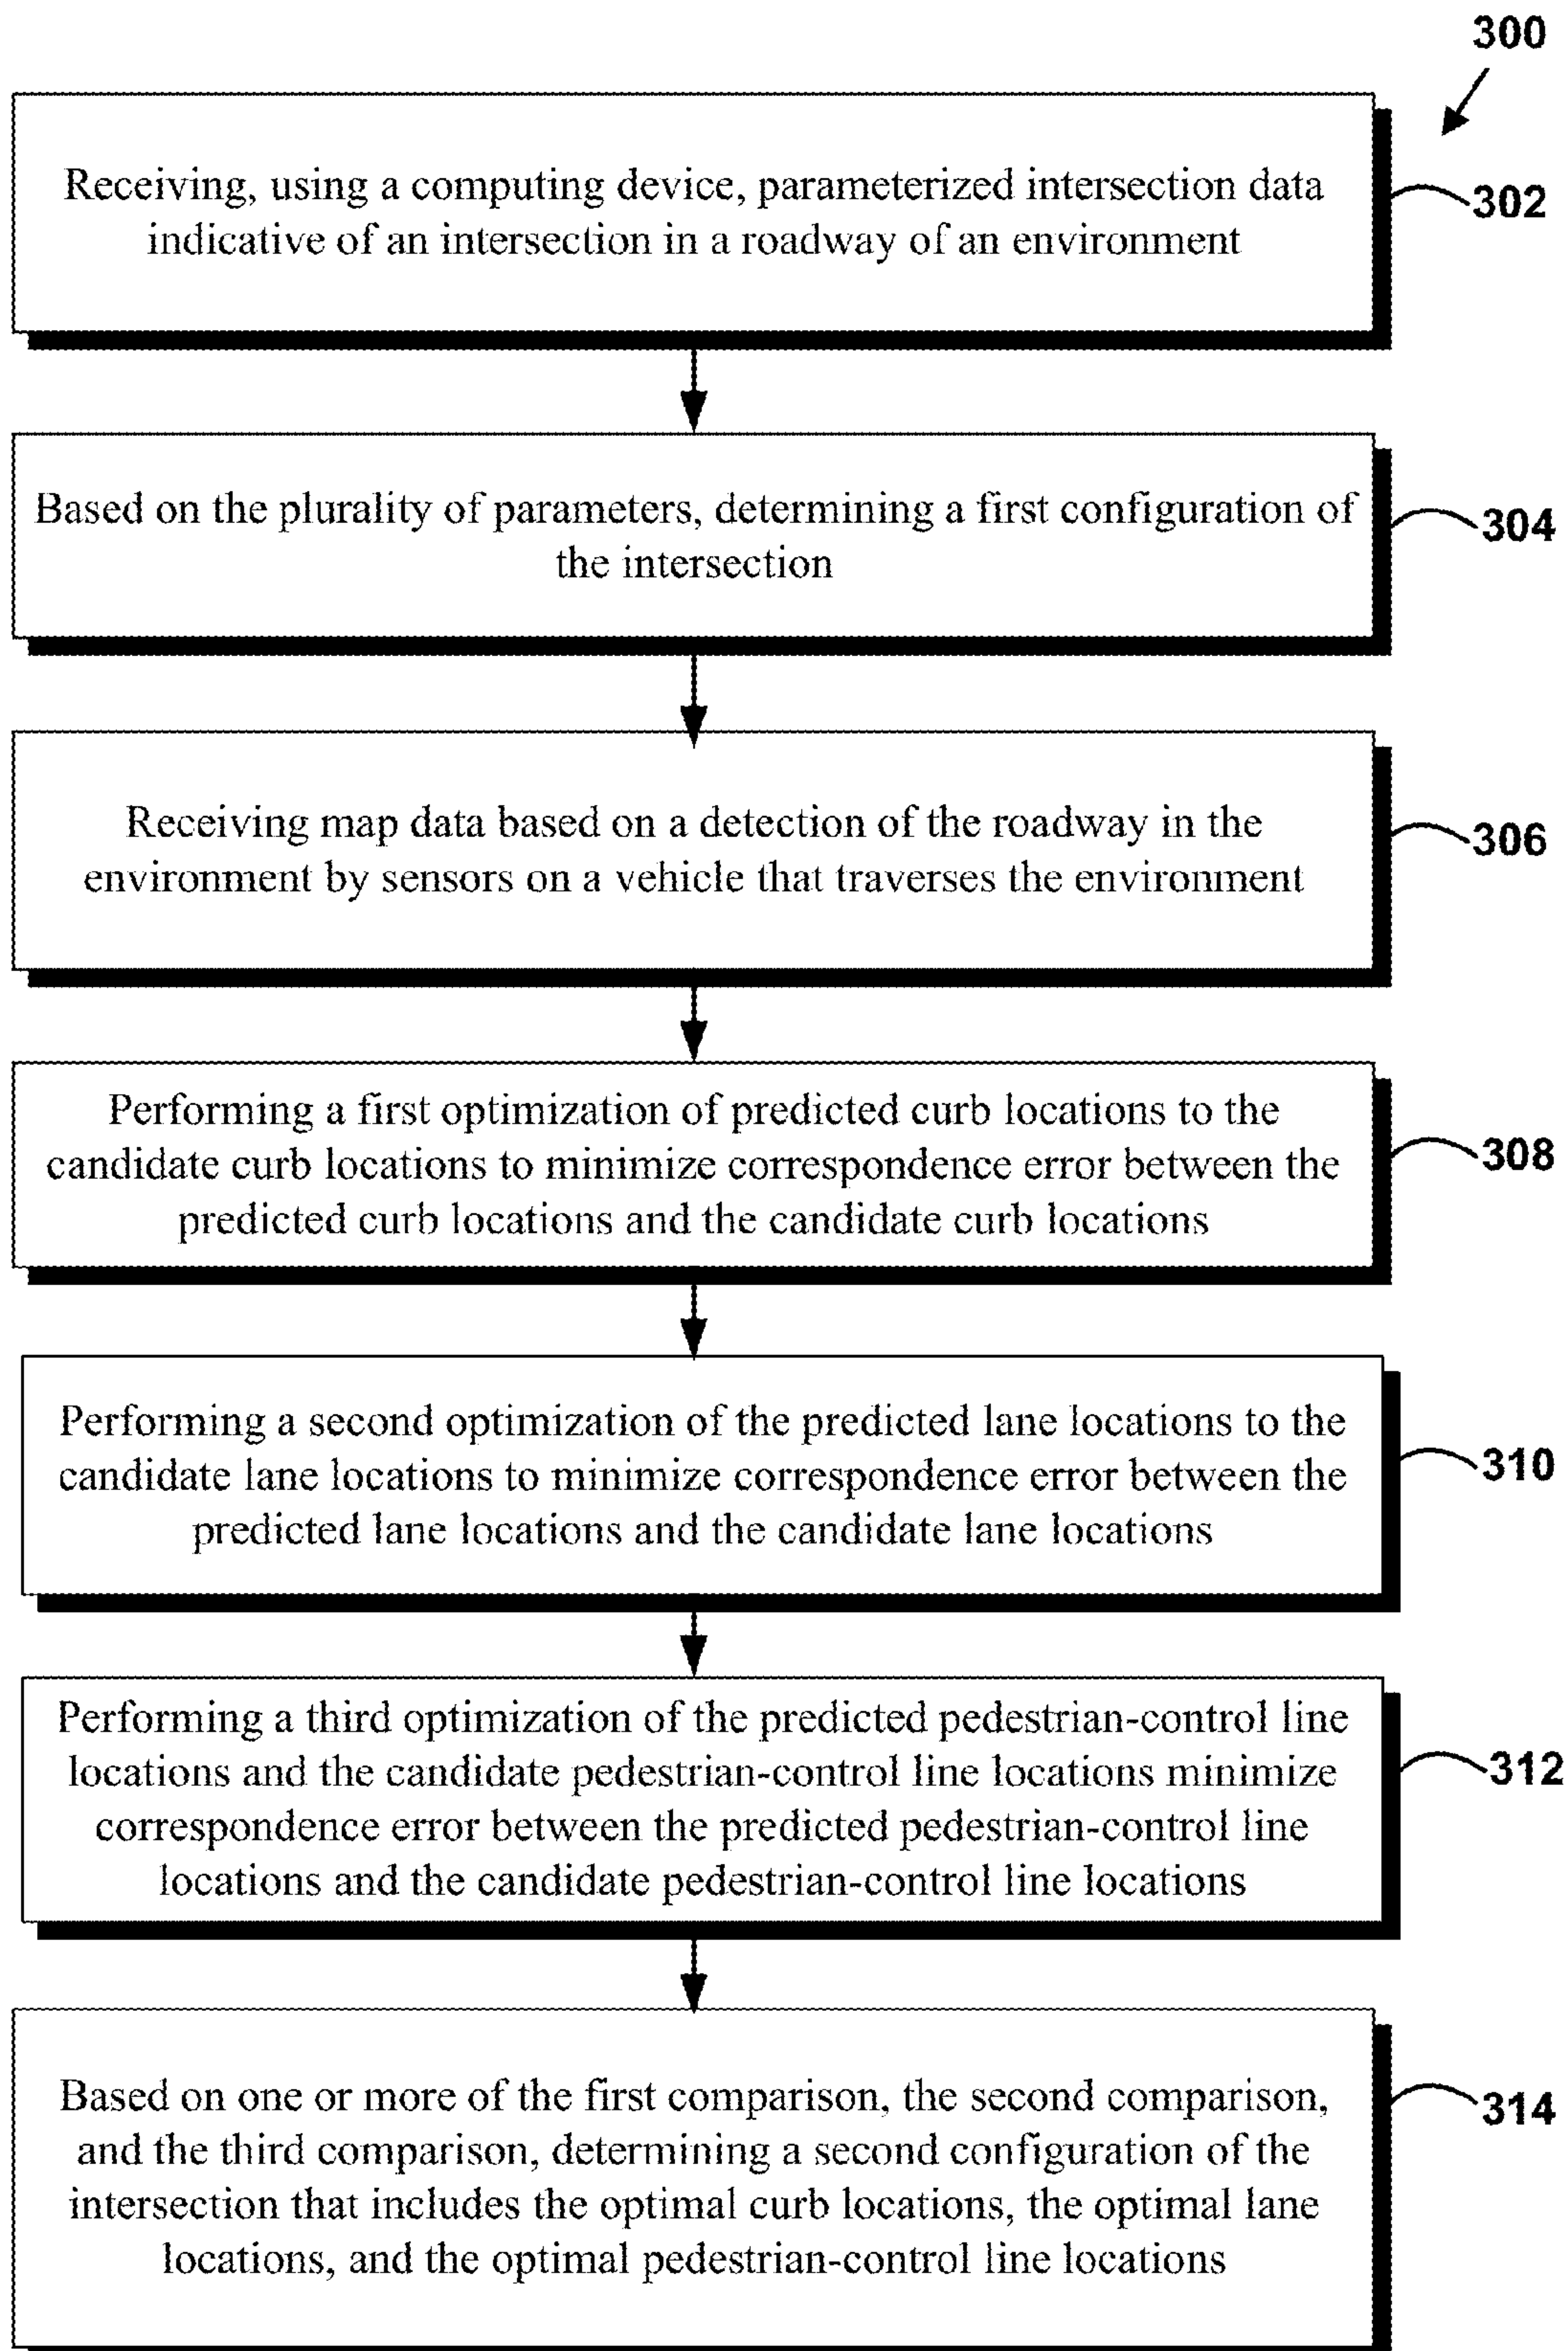 300
Receiving, using a computing device, parameterized intersection data
indicative of an intersection in a roadway of an environment
302
Based on the plurality of parameters, determining a first configuration of
the intersection
304
Receiving map data based on a detection of the roadway in the
environment by sensors on a vehicle that traverses the environment
306
Performing a first optimization of predicted curb locations to the
candidate curb locations to minimize correspondence error between the
predicted curb locations and the candidate curb locations
308
Performing a second optimization of the predicted lane locations to the
candidate lane locations to minimize correspondence error between the
predicted lane locations and the candidate lane locations
310
Performing a third optimization of the predicted pedestrian-control line
locations and the candidate pedestrian-control line locations minimize
correspondence error between the predicted pedestrian-control line
locations and the candidate pedestrian-control line locations
312
Based on one or more of the first comparison, the second comparison,
and the third comparison, determining a second configuration of the
intersection that includes the optimal curb locations, the optimal lane
locations, and the optimal pedestrian-control line locations
314